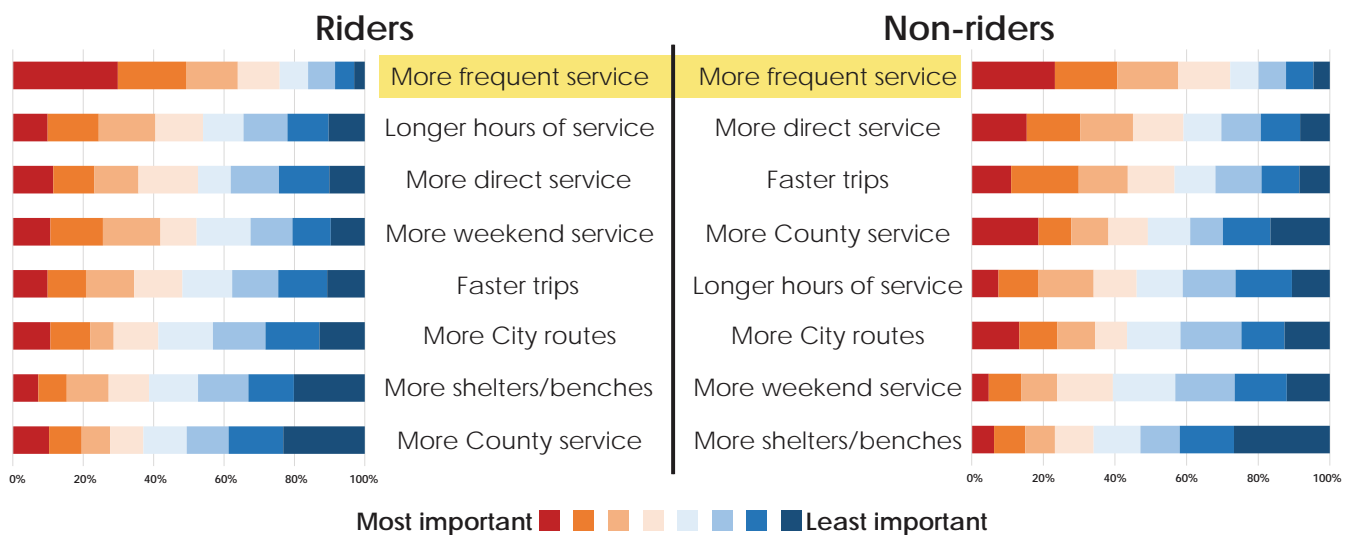 Riders
Non-riders
More frequent service
More frequent service
Longer hours of service
More direct service
More direct service
Faster trips
More weekend service
More County service
Faster trips
Longer hours of service
More City routes
More City routes
More shelters/benches
More weekend service
More County service
More shelters/benches
0% 20% 40% 60% 80% 100%
0% 20% 40% 60% 80% 100%
Most important Least important